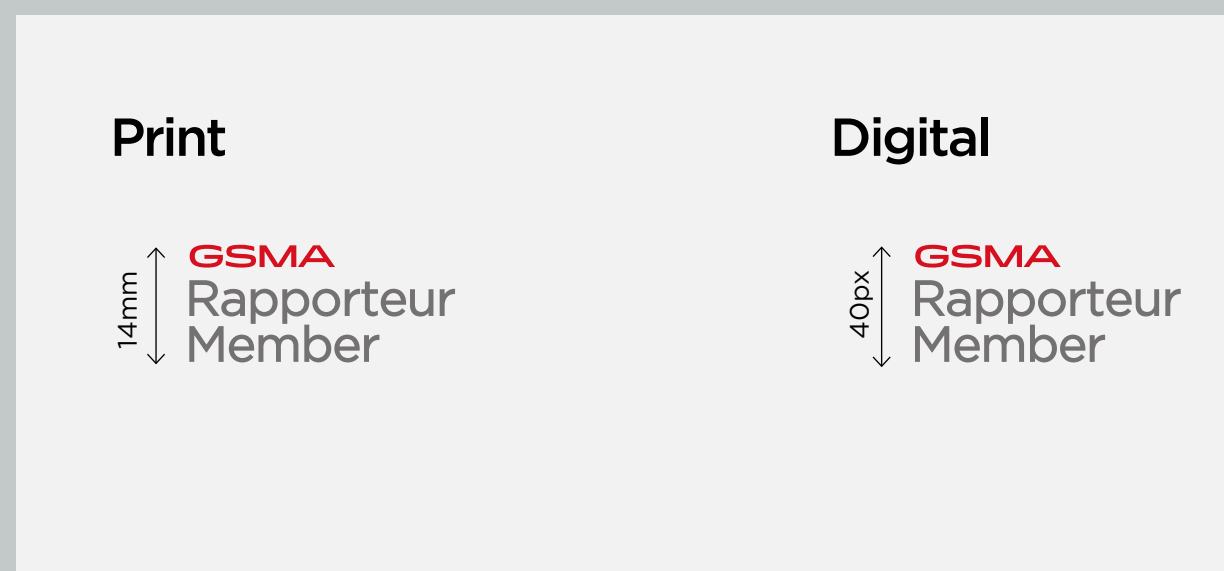 Print
14mm
GSMA
Rapporteur
Member
Digital
40px
GSMA
Rapporteur
Member